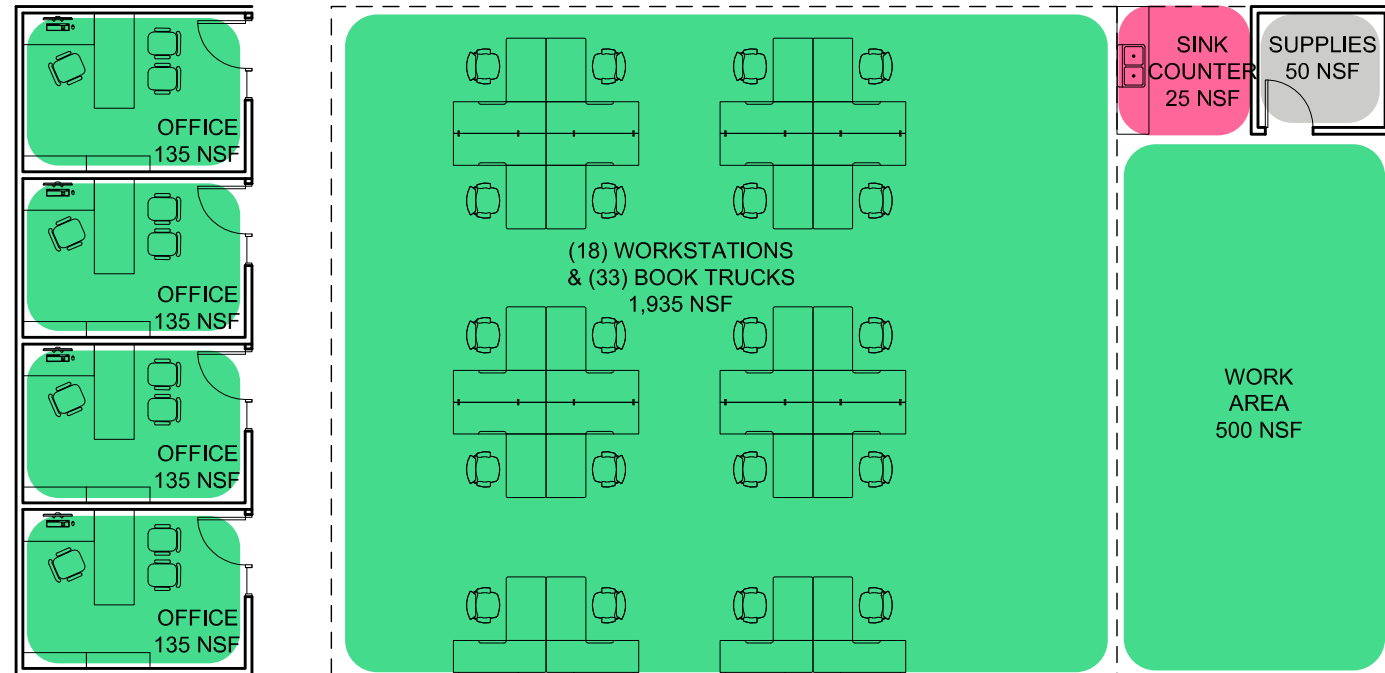 OFFICE
135 NSF
OFFICE
135 NSF
OFFICE
135 NSF
OFFICE
135 NSF
(18) WORKSTATIONS
& (33) BOOK TRUCKS
1,935 NSF
SINK
COUNTER
25 NSF
SUPPLIES
50 NSF
WORK
AREA
500 NSF